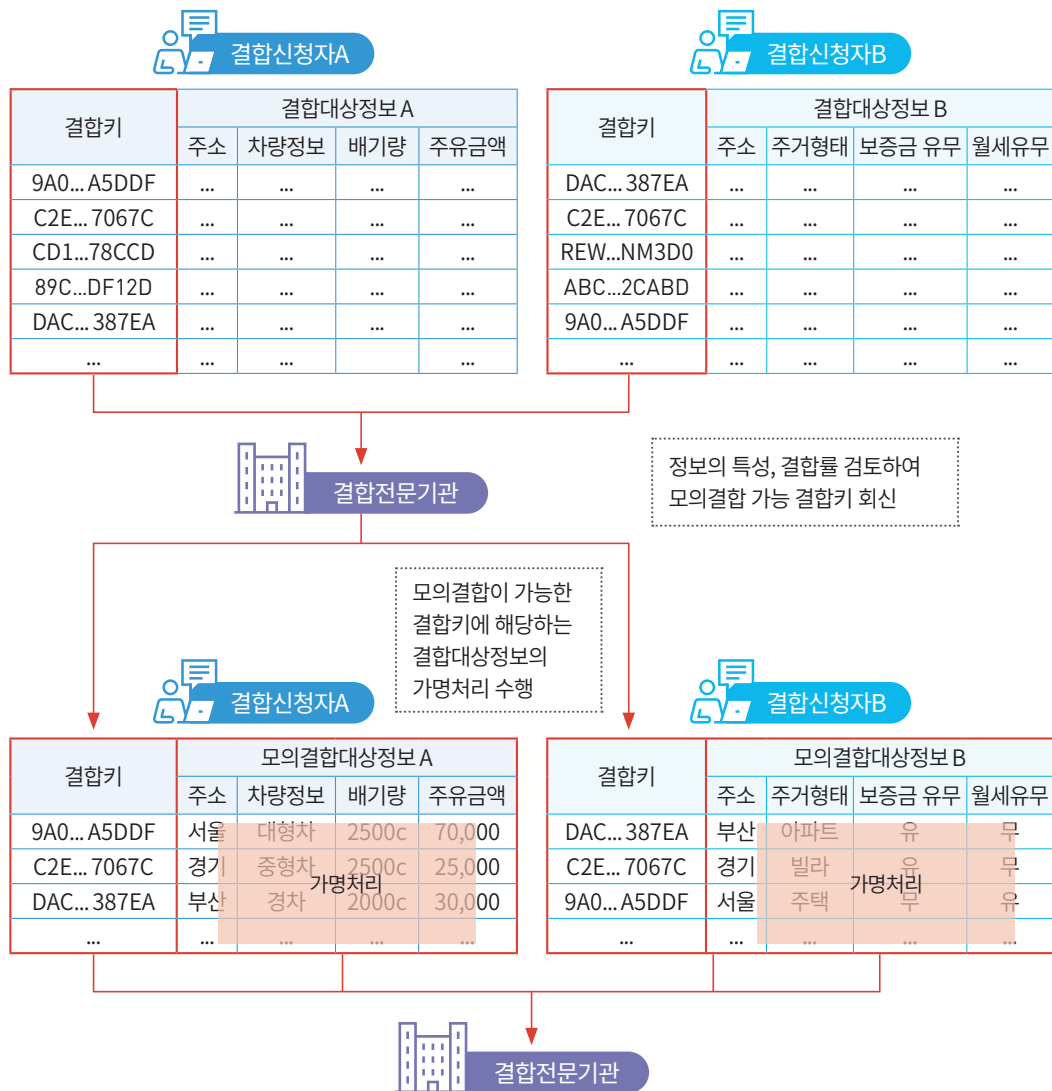 결합신청자A
결합신청자B
결합키 결합대상정보 A
주소 차량정보 배기량 주유금액
9A0... A5DDF ... ... ... ...
C2E... 7067C ... ... ... ...
CD1...78CCD ... ... ... ...
89C...DF12D ... ... ... ...
DAC... 387EA ... ... ... ...
... ... ... ...
결합키 결합대상정보 B
주소 주거형태 보증금 유무 월세유무
DAC... 387EA ... ... ... ...
C2E... 7067C ... ... ... ...
REW...NM3D0 ... ... ... ...
ABC...2CABD ... ... ... ...
9A0... A5DDF ... ... ... ...
... ... ... ... ...
결합전문기관
정보의 특성, 결합률 검토하여
모의결합 가능 결합키 회신
모의결합이 가능한
결합키에 해당하는
결합대상정보의
가명처리 수행
결합신청자A
결합신청자B
결합키 모의결합대상정보 A
주소 차량정보 배기량 주유금액
9A0... A5DDF 서울 대형차 2500c 70,000
C2E... 7067C 경기 중형차 2500c 25,000
가명처리
DAC... 387EA 부산 경차 2000c 30,000
... ... ... ... ...
결합키 모의결합대상정보 B
주소 주거형태 보증금 유무 월세유무
DAC... 387EA 부산 아파트 유 무
C2E... 7067C 경기 빌라 유 무
가명처리
9A0... A5DDF 서울 주택 무 유
... ... ... ... ...
결합전문기관